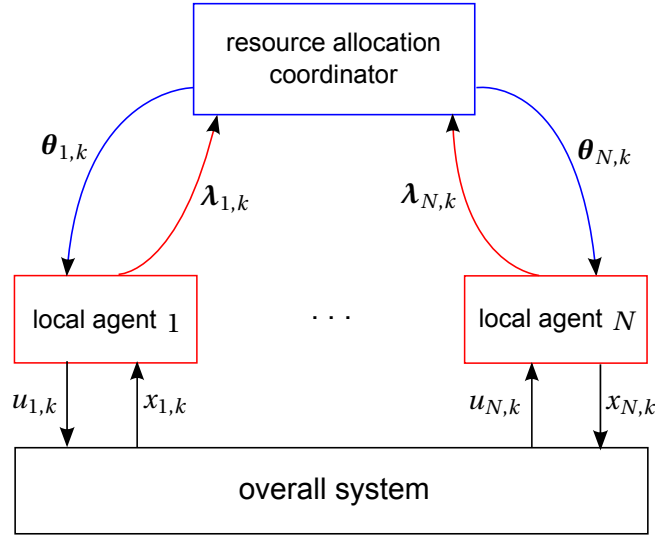 resource allocation
coordinator
θ1,k
θN,k
λ1,k
λN,k
local agent 1
. . .
local agent N
u1,k
x1,k
uN,k
xN,k
overall system